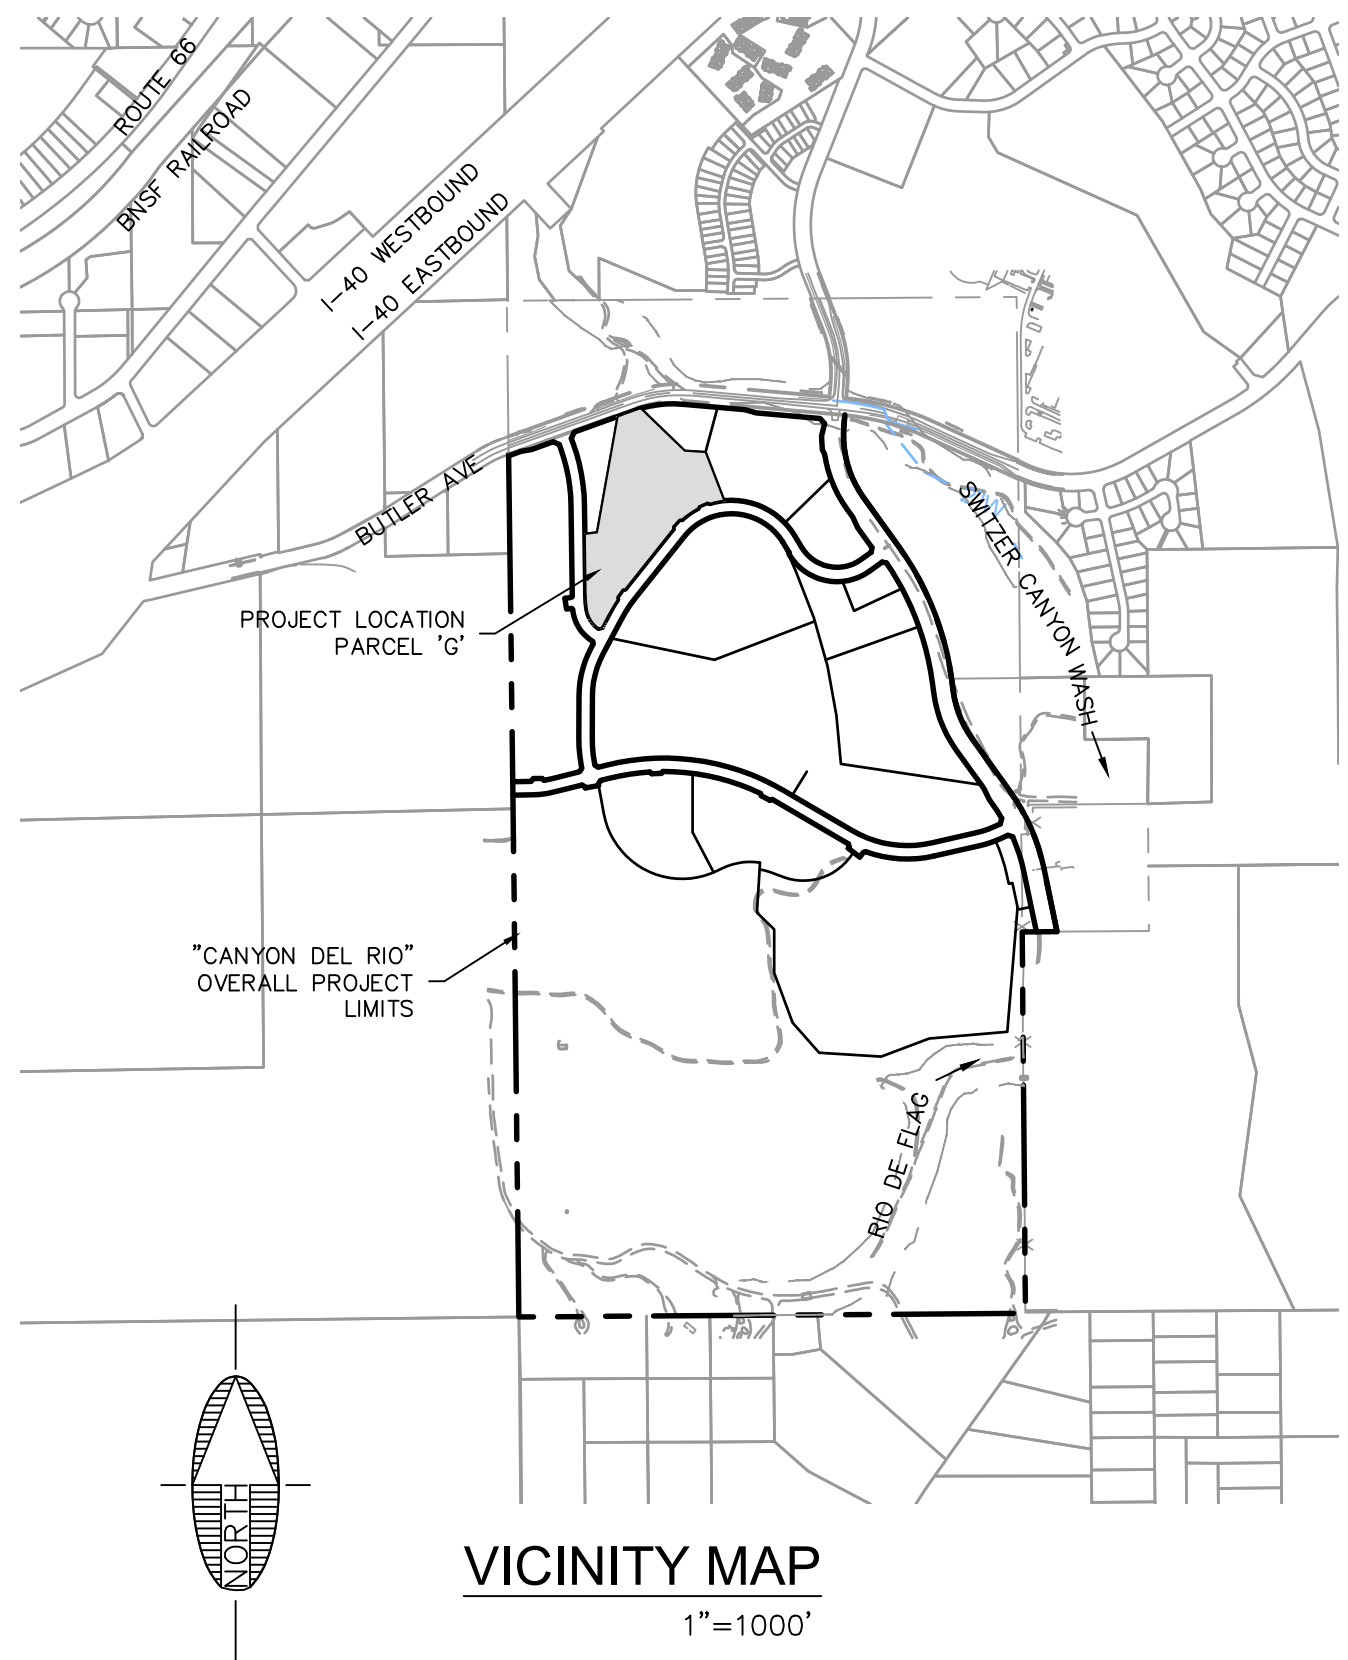 ROUTE 66
BNSF RAILROAD
I-40 WESTBOUND
I-40 EASTBOUND
BUTLER AVE
SWITZER CANYON WASH
PROJECT LOCATION
PARCEL 'G'
"CANYON DEL RIO"
OVERALL PROJECT
LIMITS
RIO DE FLAG
NORTH
VICINITY MAP
1"=1000'